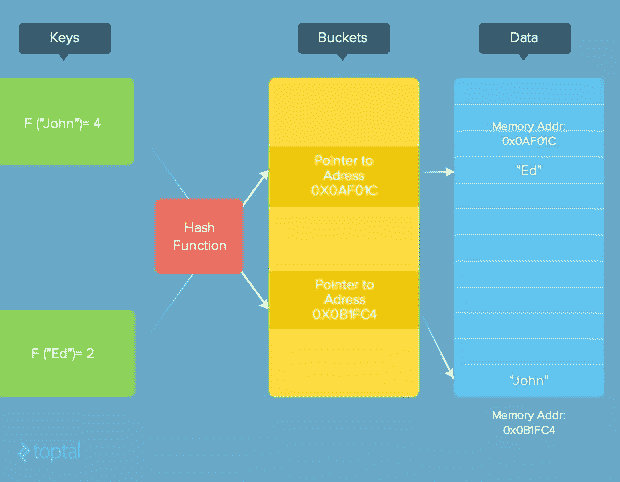 Keys
Buckets
Data
F ("John")= 4
Hash
Function
F ("Ed")= 2
Pointer to
Adress
0X0AF01C
Pointer to
Adress
0X0B1FC4
Memory Addr:
0x0AF01C
"Ed"
"John"
Memory Addr:
0x0B1FC4
toptal